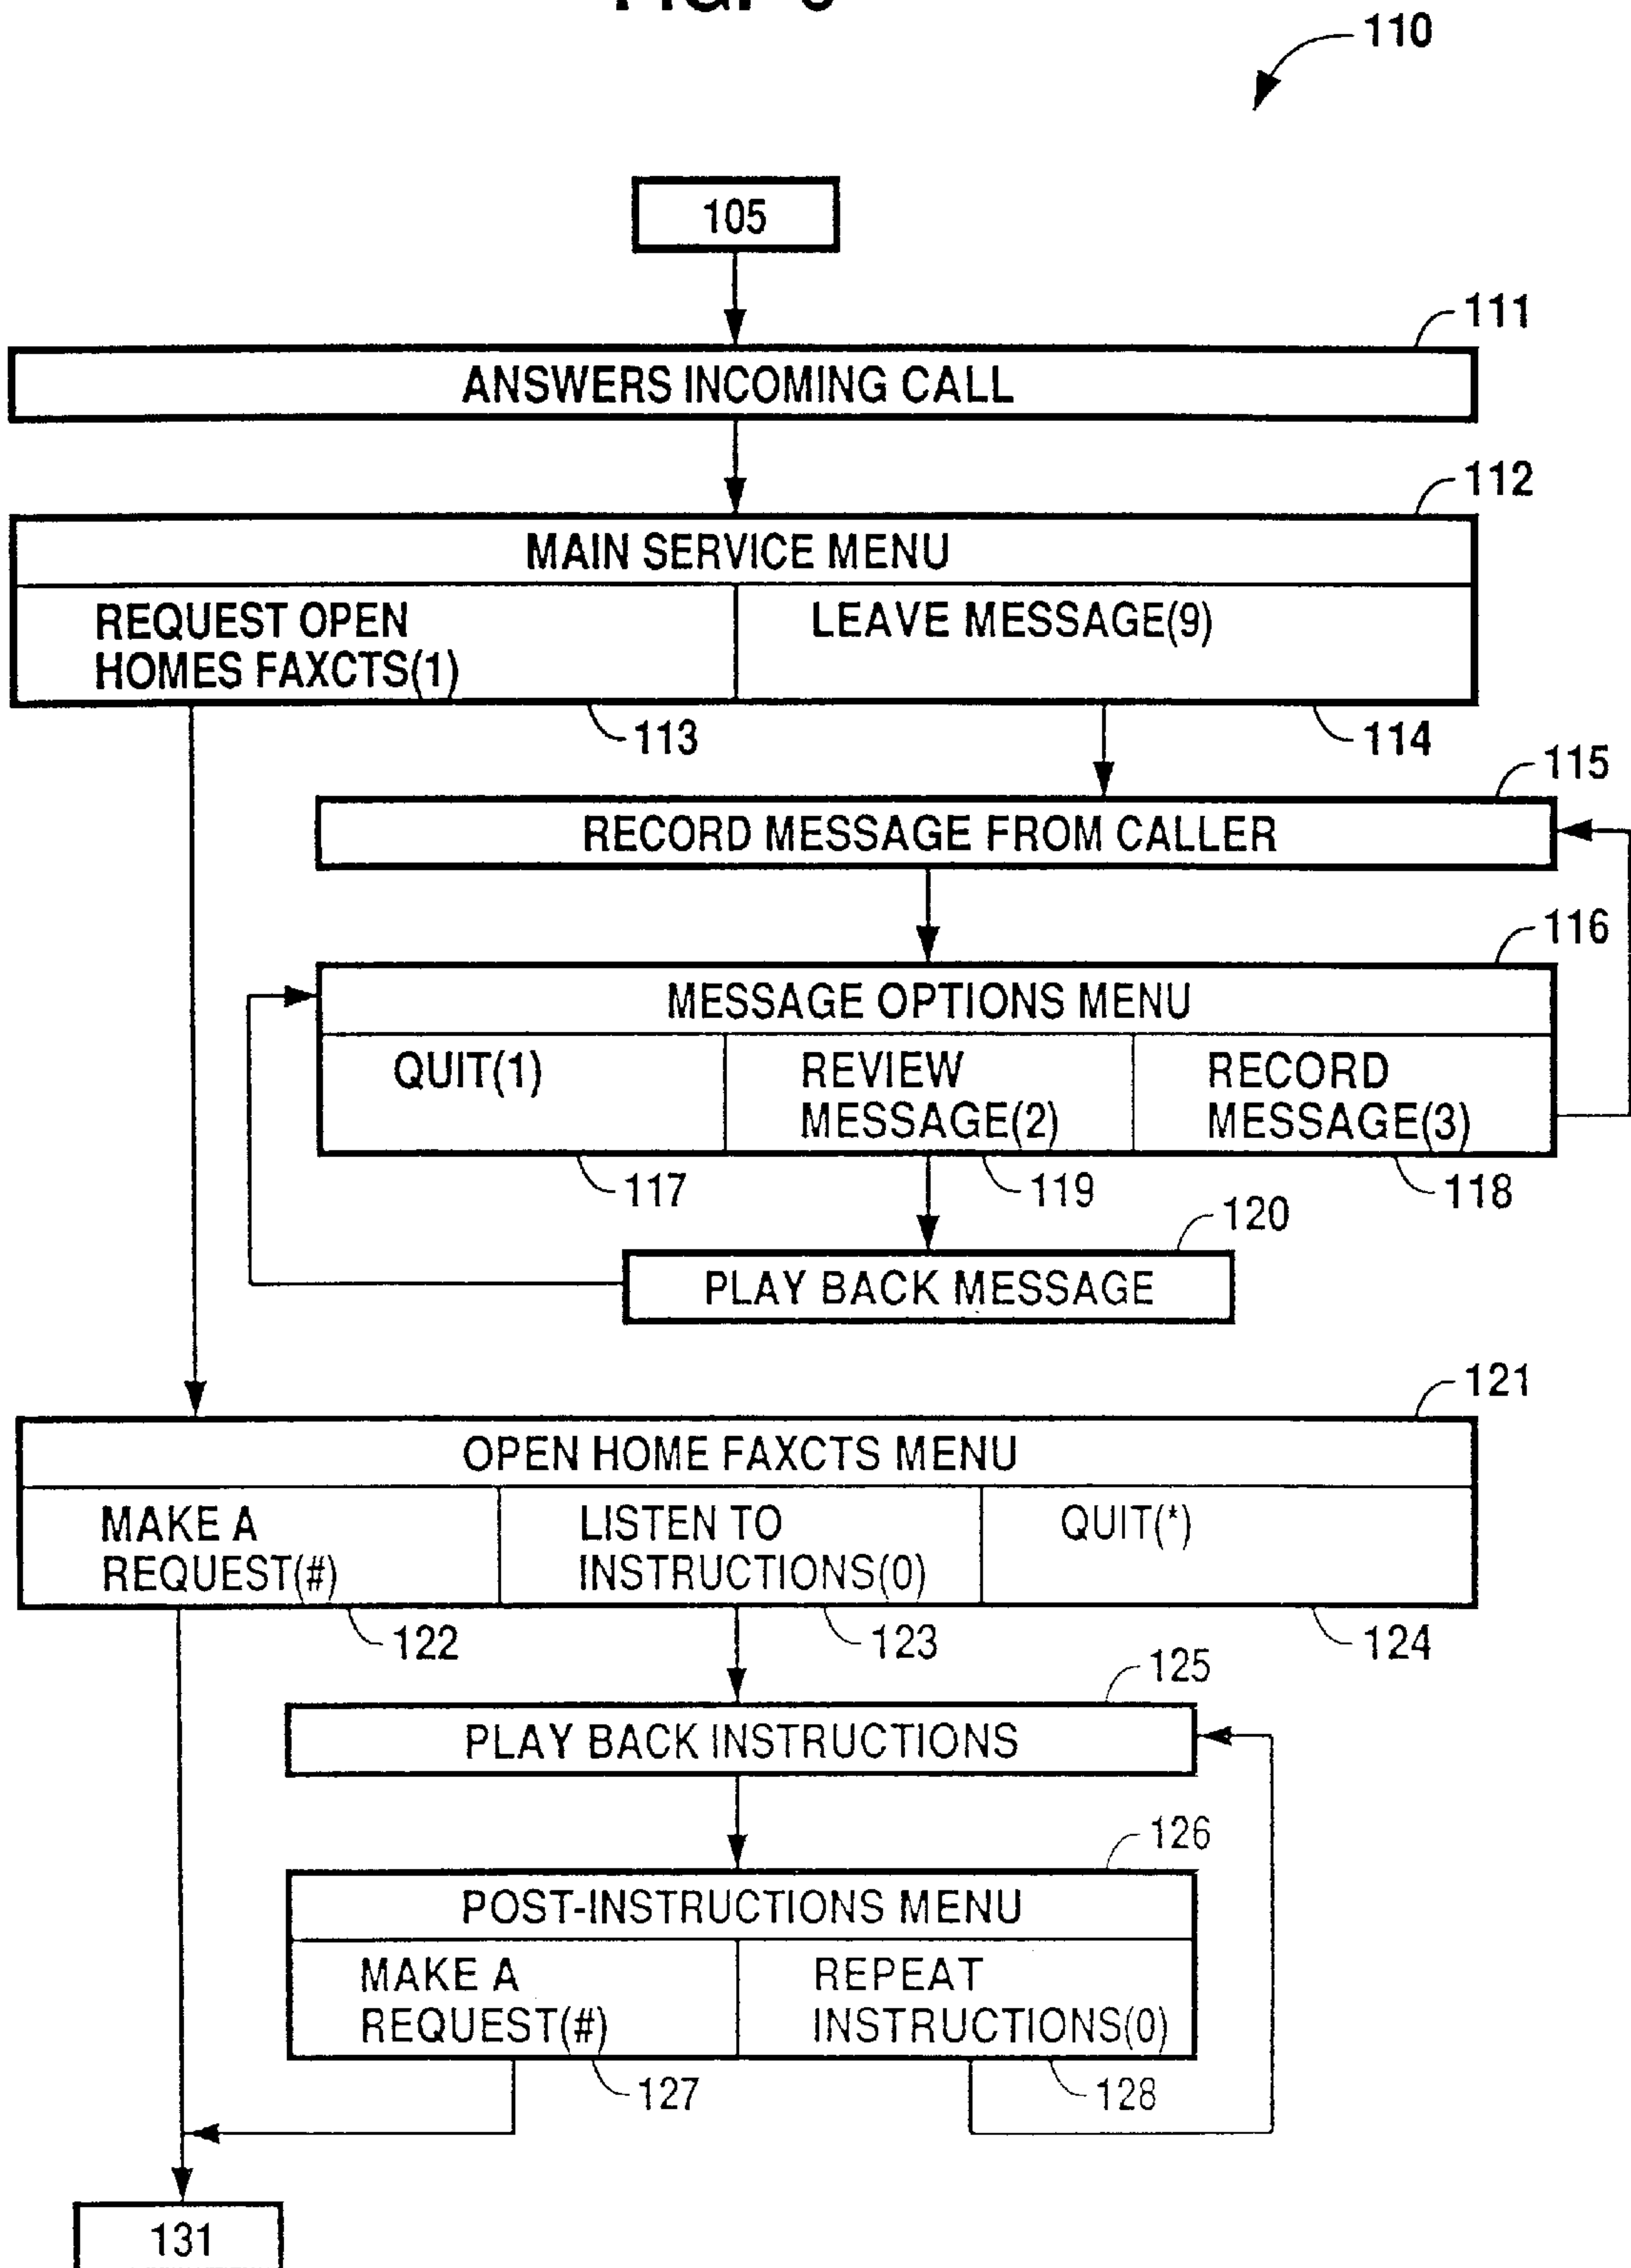 110
105
111
ANSWERS INCOMING CALL
112
MAIN SERVICE MENU
REQUEST OPEN
HOMES FAXCTS(1)
LEAVE MESSAGE(9)
113
114
115
RECORD MESSAGE FROM CALLER
116
MESSAGE OPTIONS MENU
QUIT(1)
REVIEW
MESSAGE(2)
RECORD
MESSAGE(3)
117
119
118
120
PLAY BACK MESSAGE
121
OPEN HOME FAXCTS MENU
MAKE A
REQUEST(#)
LISTEN TO
INSTRUCTIONS(0)
QUIT(*)
122
123
124
125
PLAY BACK INSTRUCTIONS
126
POST-INSTRUCTIONS MENU
MAKE A
REQUEST(#)
REPEAT
INSTRUCTIONS(0)
127
128
131